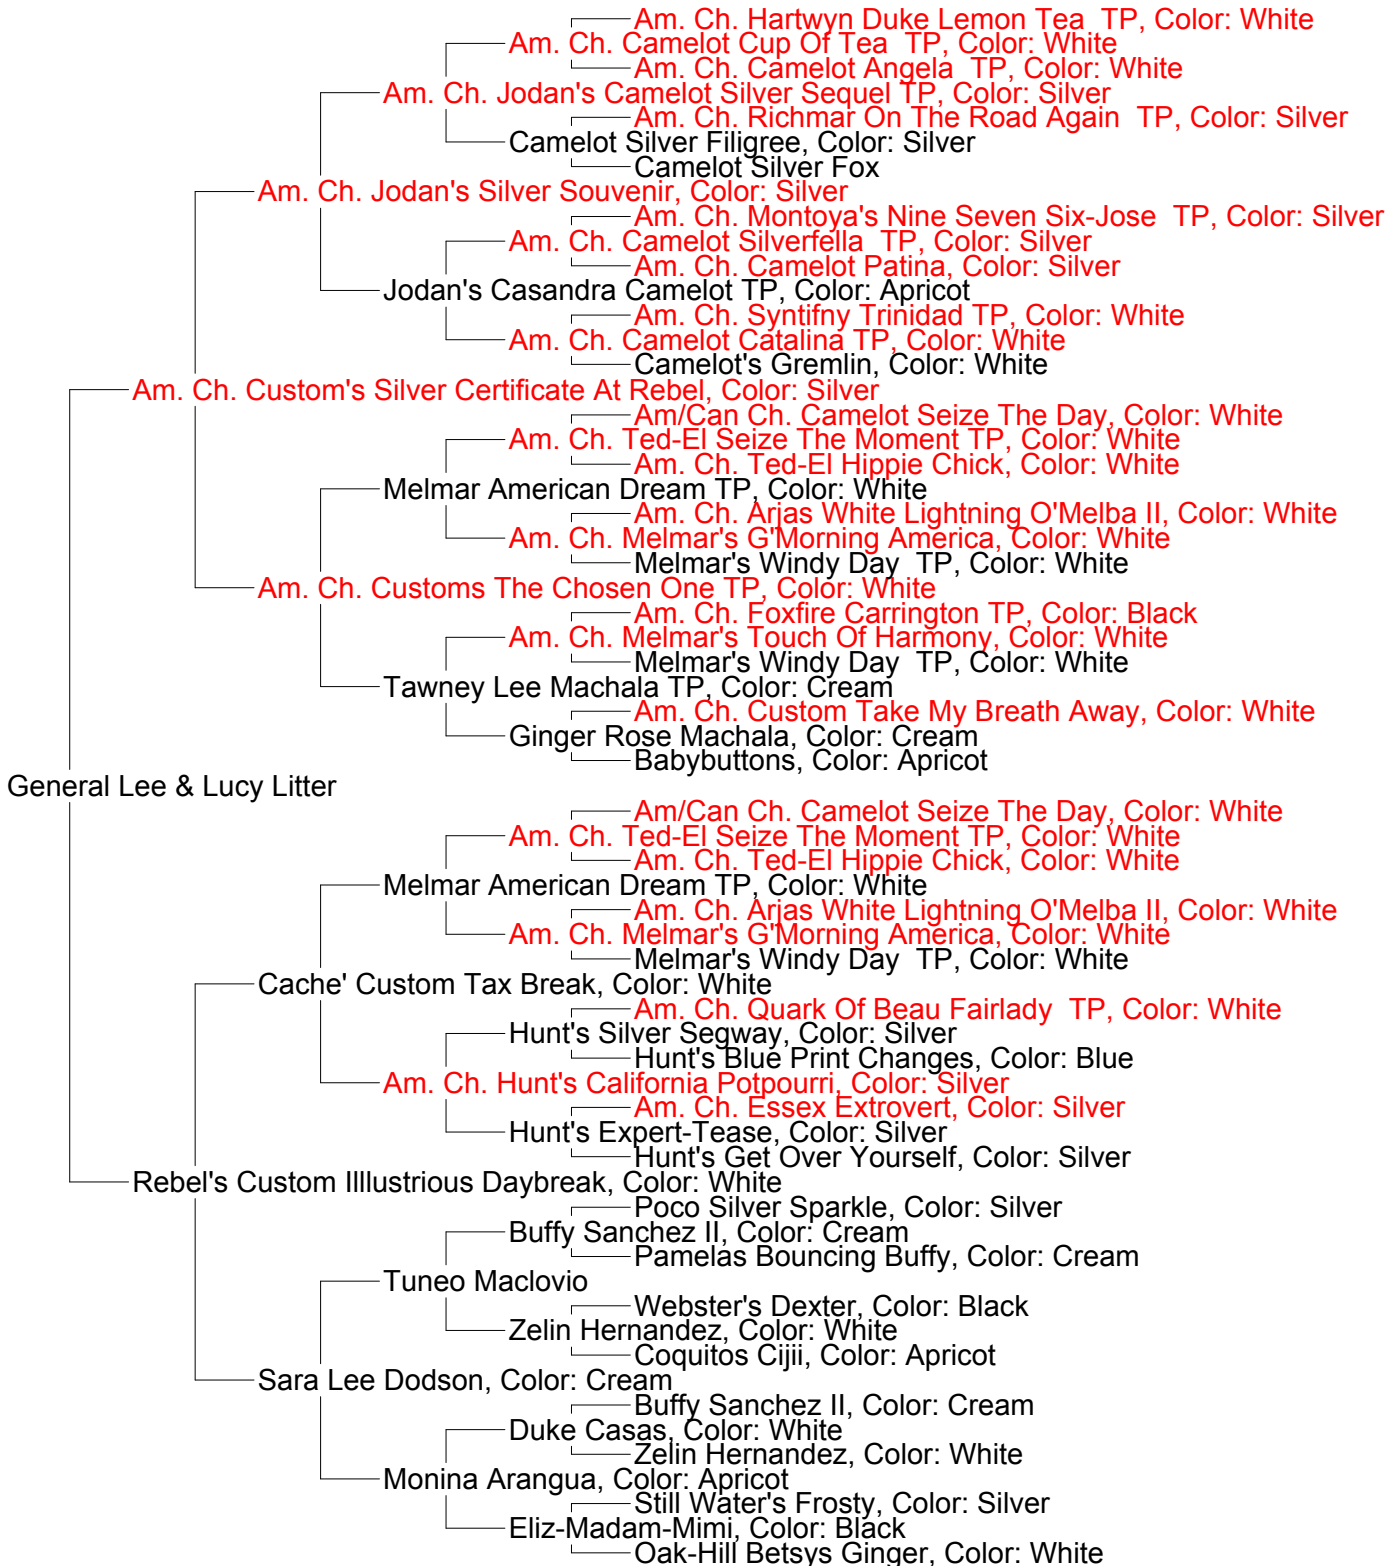 Am. Ch. Hartwyn Duke Lemon Tea  TP, Color: White
Am. Ch. Camelot Cup Of Tea  TP, Color: White
Am. Ch. Camelot Angela  TP, Color: White
Am. Ch. Jodan's Camelot Silver Sequel TP, Color: Silver
Am. Ch. Richmar On The Road Again  TP, Color: Silver
Camelot Silver Filigree, Color: Silver
Camelot Silver Fox
Am. Ch. Jodan's Silver Souvenir, Color: Silver
Am. Ch. Montoya's Nine Seven Six-Jose  TP, Color: Silver
Am. Ch. Camelot Silverfella  TP, Color: Silver
Am. Ch. Camelot Patina, Color: Silver
Jodan's Casandra Camelot TP, Color: Apricot
Am. Ch. Syntifny Trinidad TP, Color: White
Am. Ch. Camelot Catalina TP, Color: White
Camelot's Gremlin, Color: White
Am. Ch. Custom's Silver Certificate At Rebel, Color: Silver
Am/Can Ch. Camelot Seize The Day, Color: White
Am. Ch. Ted-El Seize The Moment TP, Color: White
Am. Ch. Ted-El Hippie Chick, Color: White
Melmar American Dream TP, Color: White
Am. Ch. Arjas White Lightning O'Melba II, Color: White
Am. Ch. Melmar's G'Morning America, Color: White
Melmar's Windy Day  TP, Color: White
Am. Ch. Customs The Chosen One TP, Color: White
Am. Ch. Foxfire Carrington TP, Color: Black
Am. Ch. Melmar's Touch Of Harmony, Color: White
Melmar's Windy Day  TP, Color: White
Tawney Lee Machala TP, Color: Cream
Am. Ch. Custom Take My Breath Away, Color: White
Ginger Rose Machala, Color: Cream
Babybuttons, Color: Apricot
General Lee & Lucy Litter
Am/Can Ch. Camelot Seize The Day, Color: White
Am. Ch. Ted-El Seize The Moment TP, Color: White
Am. Ch. Ted-El Hippie Chick, Color: White
Melmar American Dream TP, Color: White
Am. Ch. Arjas White Lightning O'Melba II, Color: White
Am. Ch. Melmar's G'Morning America, Color: White
Melmar's Windy Day  TP, Color: White
Cache' Custom Tax Break, Color: White
Am. Ch. Quark Of Beau Fairlady  TP, Color: White
Hunt's Silver Segway, Color: Silver
Hunt's Blue Print Changes, Color: Blue
Am. Ch. Hunt's California Potpourri, Color: Silver
Am. Ch. Essex Extrovert, Color: Silver
Hunt's Expert-Tease, Color: Silver
Hunt's Get Over Yourself, Color: Silver
Rebel's Custom Illlustrious Daybreak, Color: White
Poco Silver Sparkle, Color: Silver
Buffy Sanchez II, Color: Cream
Pamelas Bouncing Buffy, Color: Cream
Tuneo Maclovio
Webster's Dexter, Color: Black
Zelin Hernandez, Color: White
Coquitos Cijii, Color: Apricot
Sara Lee Dodson, Color: Cream
Buffy Sanchez II, Color: Cream
Duke Casas, Color: White
Zelin Hernandez, Color: White
Monina Arangua, Color: Apricot
Still Water's Frosty, Color: Silver
Eliz-Madam-Mimi, Color: Black
Oak-Hill Betsys Ginger, Color: White